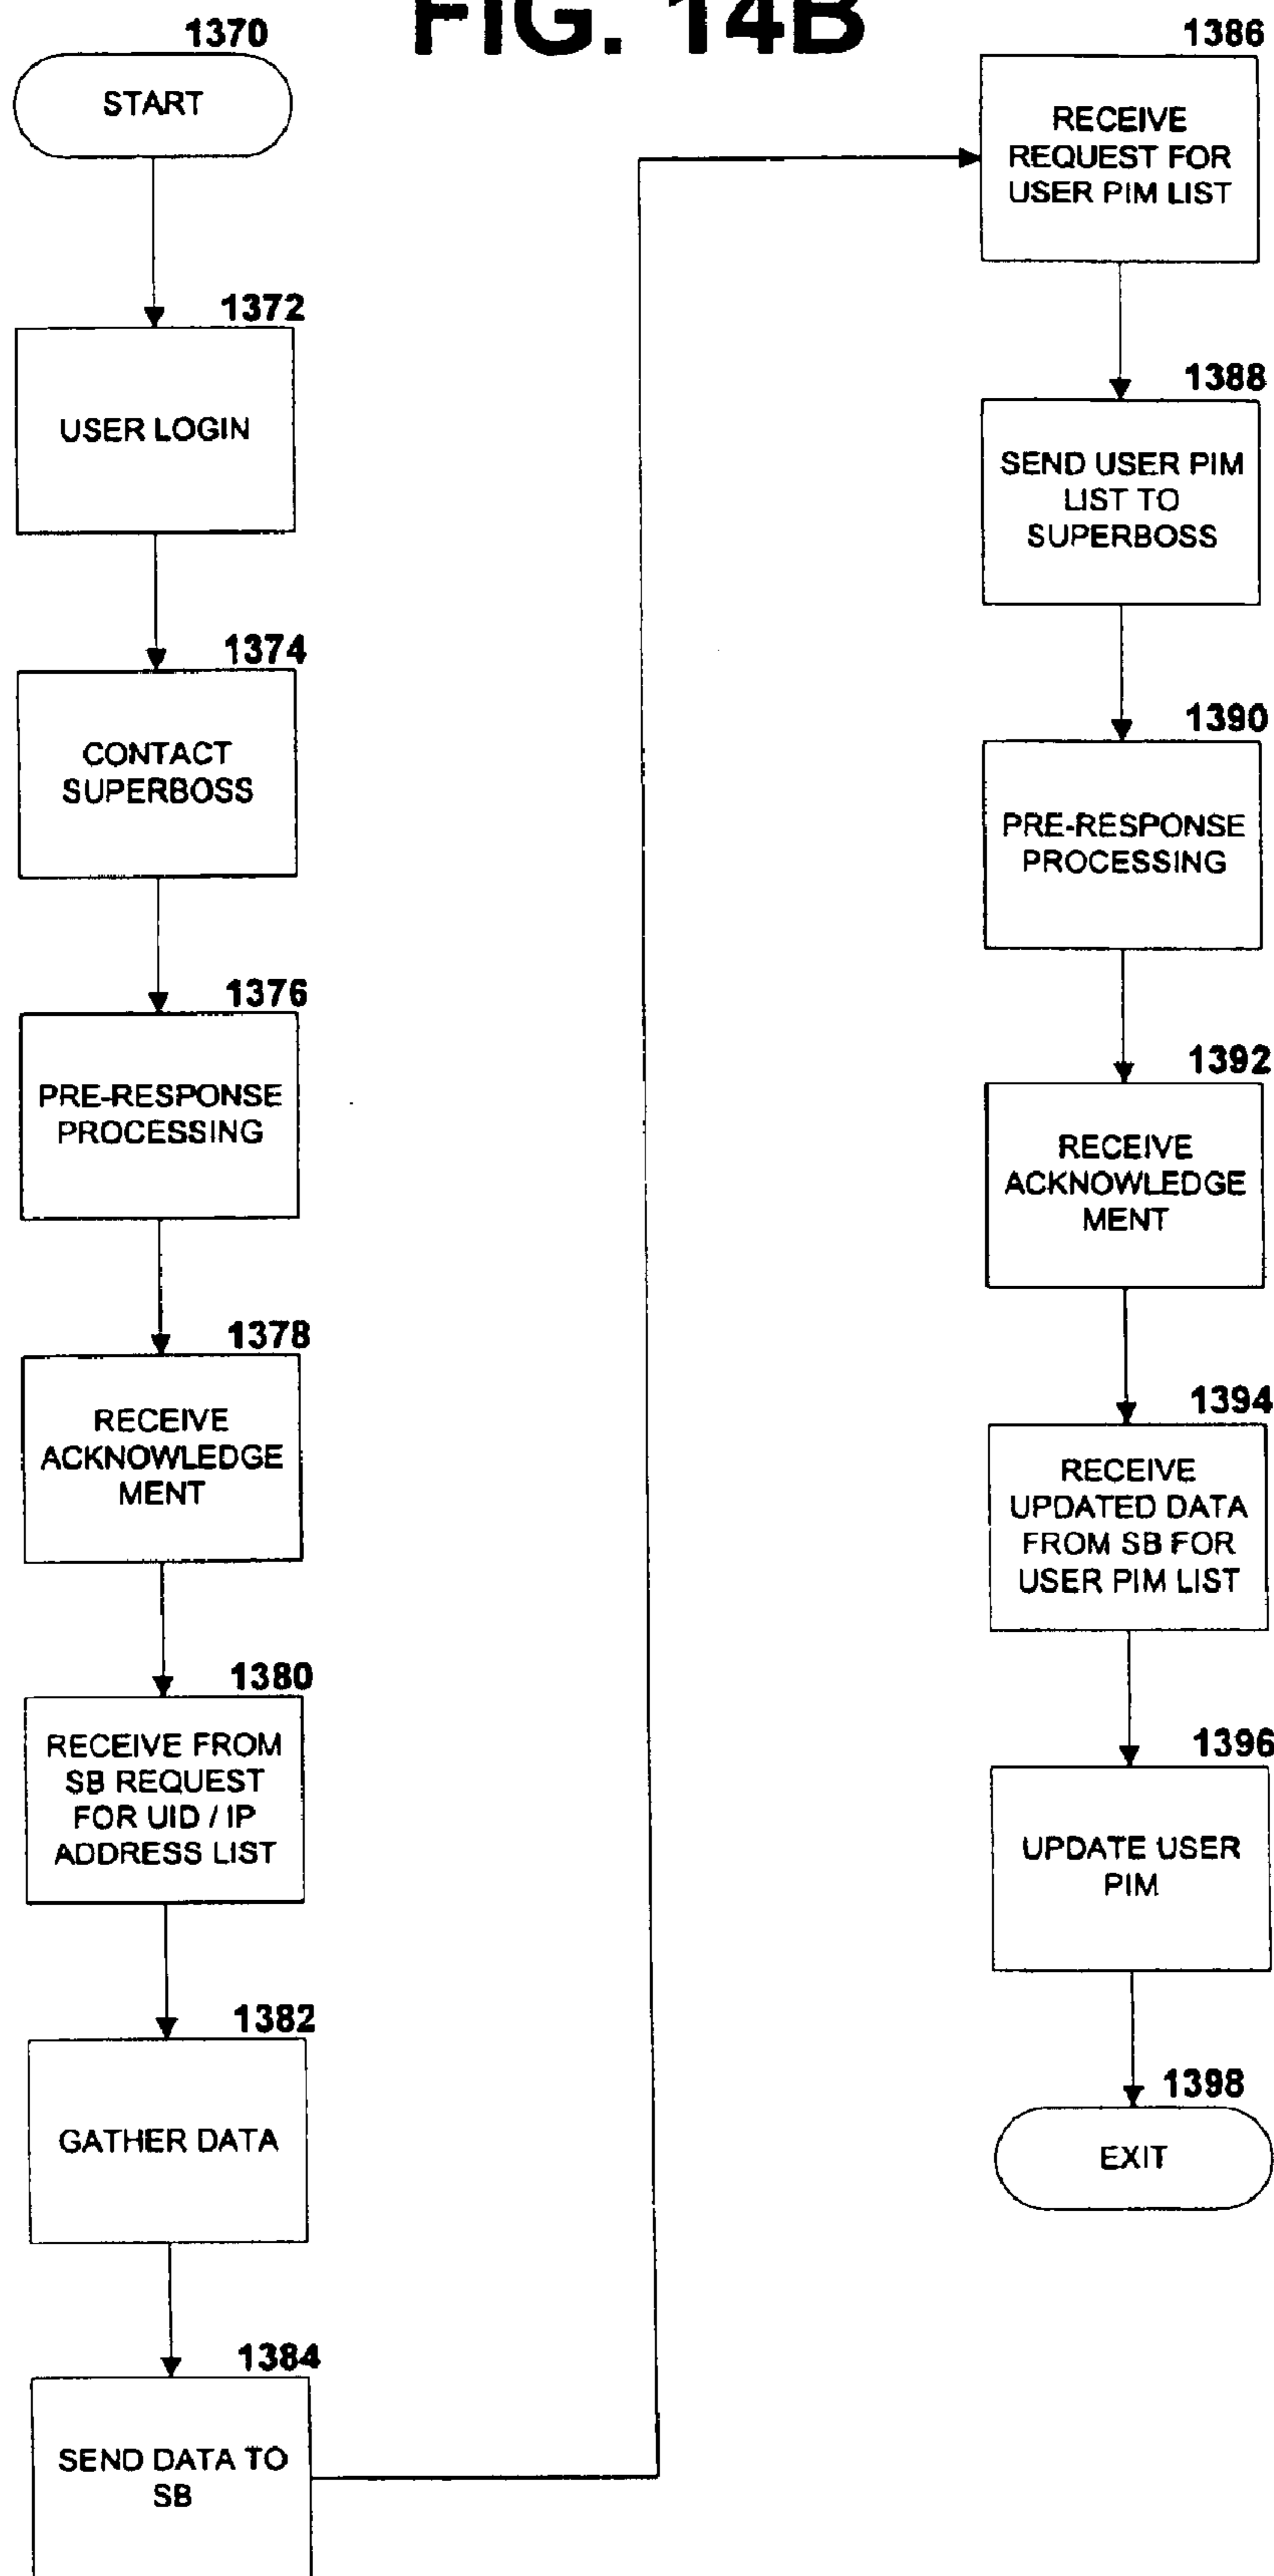 FIG. 14B
1370
START
1372
USER LOGIN
1374
CONTACT
SUPERBOSS
1376
PRE-RESPONSE
PROCESSING
1378
RECEIVE
ACKNOWLEDGE
MENT
1380
RECEIVE FROM
SB REQUEST
FOR UID / IP
ADDRESS LIST
1382
GATHER DATA
1384
SEND DATA TO
SB
1386
RECEIVE
REQUEST FOR
USER PIM LIST
1388
SEND USER PIM
LIST TO
SUPERBOSS
1390
PRE-RESPONSE
PROCESSING
1392
RECEIVE
ACKNOWLEDGE
MENT
1394
RECEIVE
UPDATED DATA
FROM SB FOR
USER PIM LIST
1396
UPDATE USER
PIM
1398
EXIT